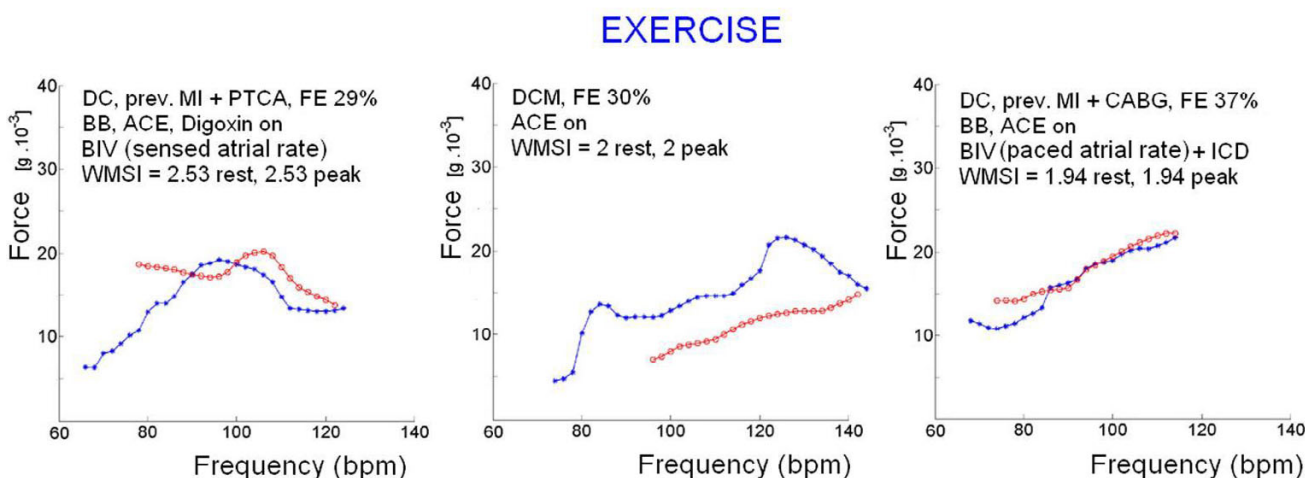 EXERCISE
DC, prev. MI + PTCA, FE 29%
BB, ACE, Digoxin on
BIV (sensed atrial rate)
WMSI = 2.53 rest, 2.53 peak
Force [g.10⁻³]
40
30
20
10
60
80
100
120
140
Frequency (bpm)
DCM, FE 30%
ACE on
WMSI = 2 rest, 2 peak
Force [g.10⁻³]
40
30
20
10
60
80
100
120
140
Frequency (bpm)
DC, prev. MI + CABG, FE 37%
BB, ACE on
BIV (paced atrial rate) + ICD
WMSI = 1.94 rest, 1.94 peak
Force [g.10⁻³]
40
30
20
10
60
80
100
120
140
Frequency (bpm)